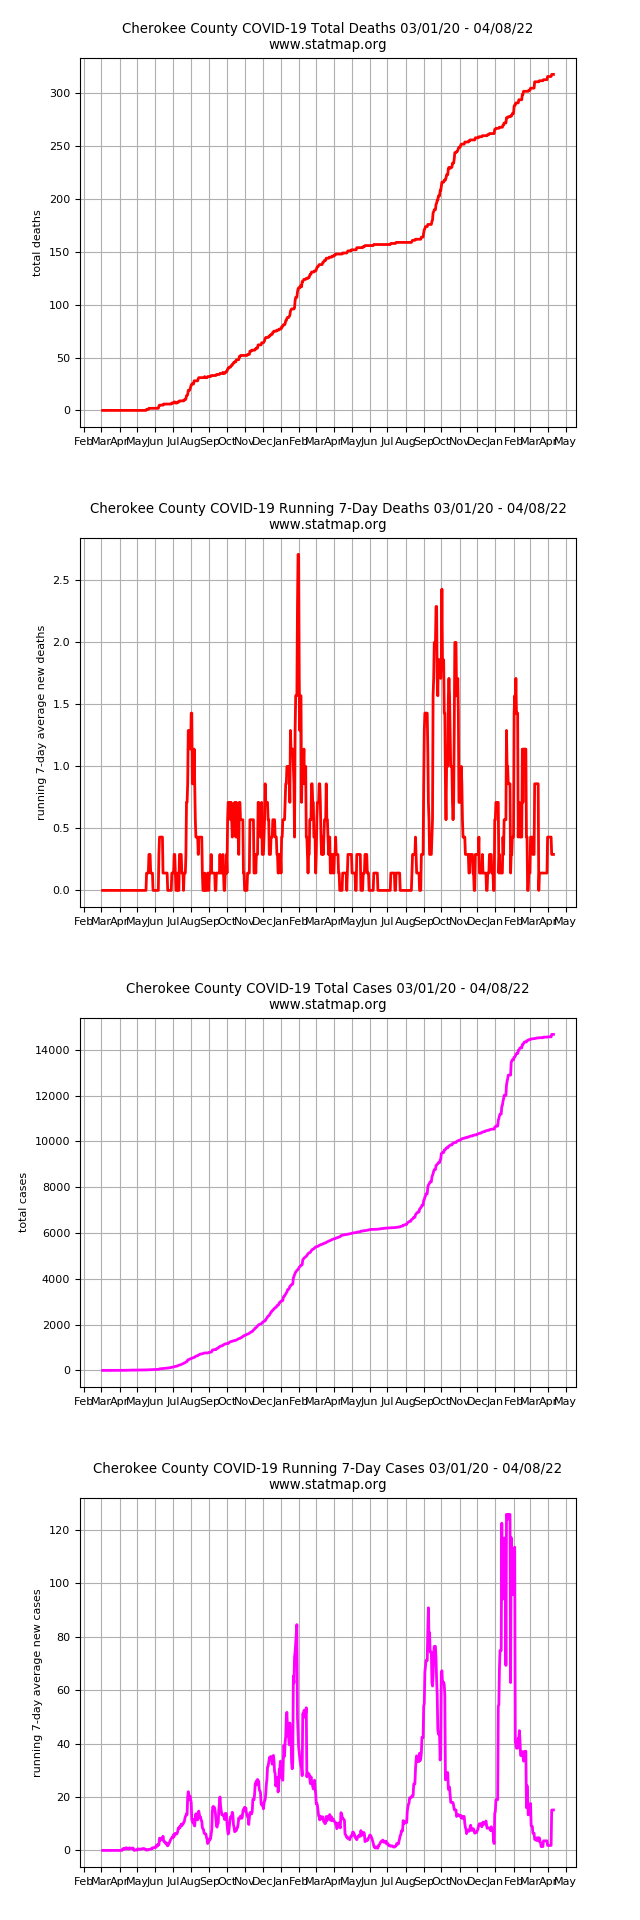 Cherokee County COVID-19 Total Deaths 03/01/20 - 04/08/22
www.statmap.org
300
250
200
150
100
50
0
total deaths
Feb Mar Apr May Jun Jul Aug Sep Oct Nov Dec Jan Feb Mar Apr May Jun Jul Aug Sep Oct Nov Dec Jan Feb Mar Apr May
Cherokee County COVID-19 Running 7-Day Deaths 03/01/20 - 04/08/22
www.statmap.org
2.5
2.0
1.5
1.0
0.5
0.0
running 7-day average new deaths
Feb Mar Apr May Jun Jul Aug Sep Oct Nov Dec Jan Feb Mar Apr May Jun Jul Aug Sep Oct Nov Dec Jan Feb Mar Apr May
Cherokee County COVID-19 Total Cases 03/01/20 - 04/08/22
www.statmap.org
14000
12000
10000
8000
6000
4000
2000
0
total cases
Feb Mar Apr May Jun Jul Aug Sep Oct Nov Dec Jan Feb Mar Apr May Jun Jul Aug Sep Oct Nov Dec Jan Feb Mar Apr May
Cherokee County COVID-19 Running 7-Day Cases 03/01/20 - 04/08/22
www.statmap.org
120
100
80
60
40
20
0
running 7-day average new cases
Feb Mar Apr May Jun Jul Aug Sep Oct Nov Dec Jan Feb Mar Apr May Jun Jul Aug Sep Oct Nov Dec Jan Feb Mar Apr May